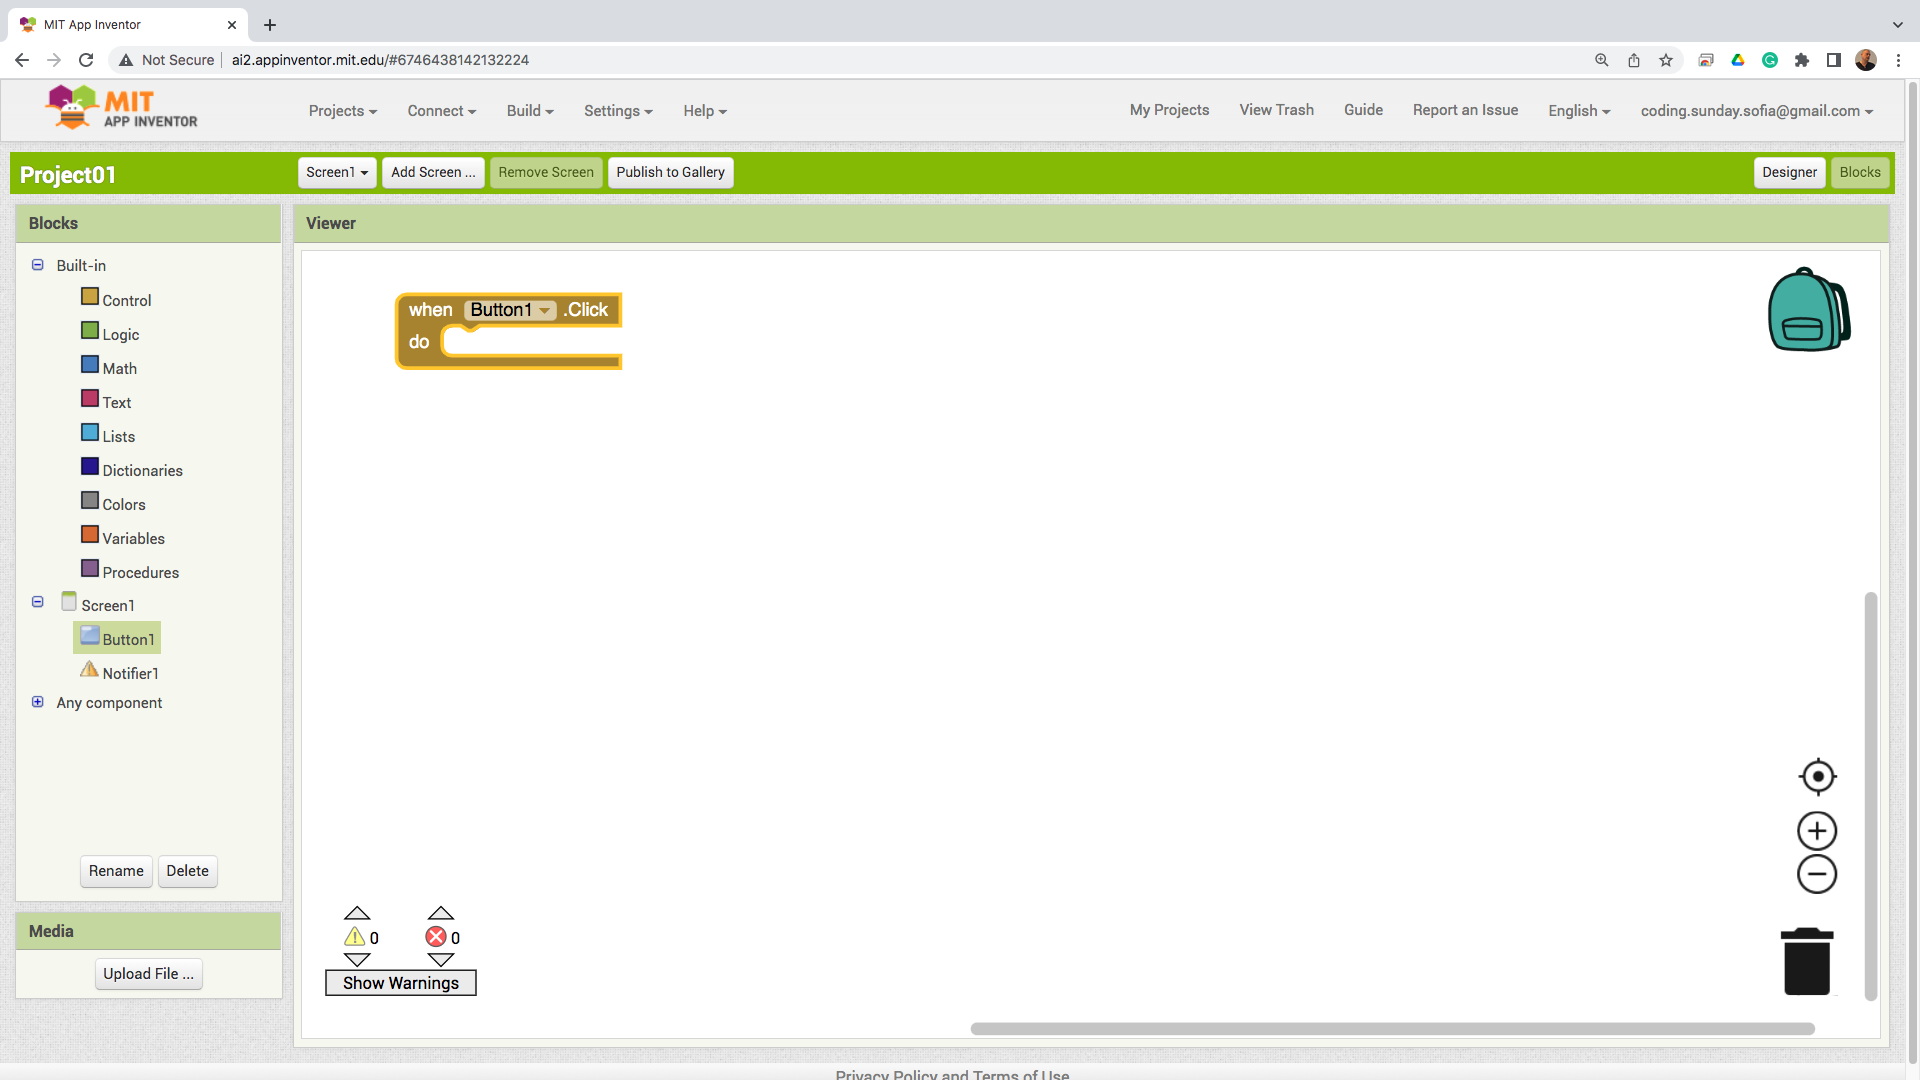 MIT App Inventor
Not Secure ai2.appinventor.mit.edu/#6746438142132224
MIT
APP INVENTOR
Projects Connect Build Settings Help My Projects View Trash Guide Report an Issue English coding.sunday.sofia@gmail.com
Project01 Screen1 Add Screen ... Remove Screen Publish to Gallery Designer Blocks
Blocks
Viewer
Built-in
Control
Logic
Math
Text
Lists
Dictionaries
Colors
Variables
Procedures
Screen1
Button1
Notifier1
Any component
Rename Delete
Media
Upload File ...
when Button1 .Click
do
0 0
Show Warnings
Privacy Policy and Terms of Use